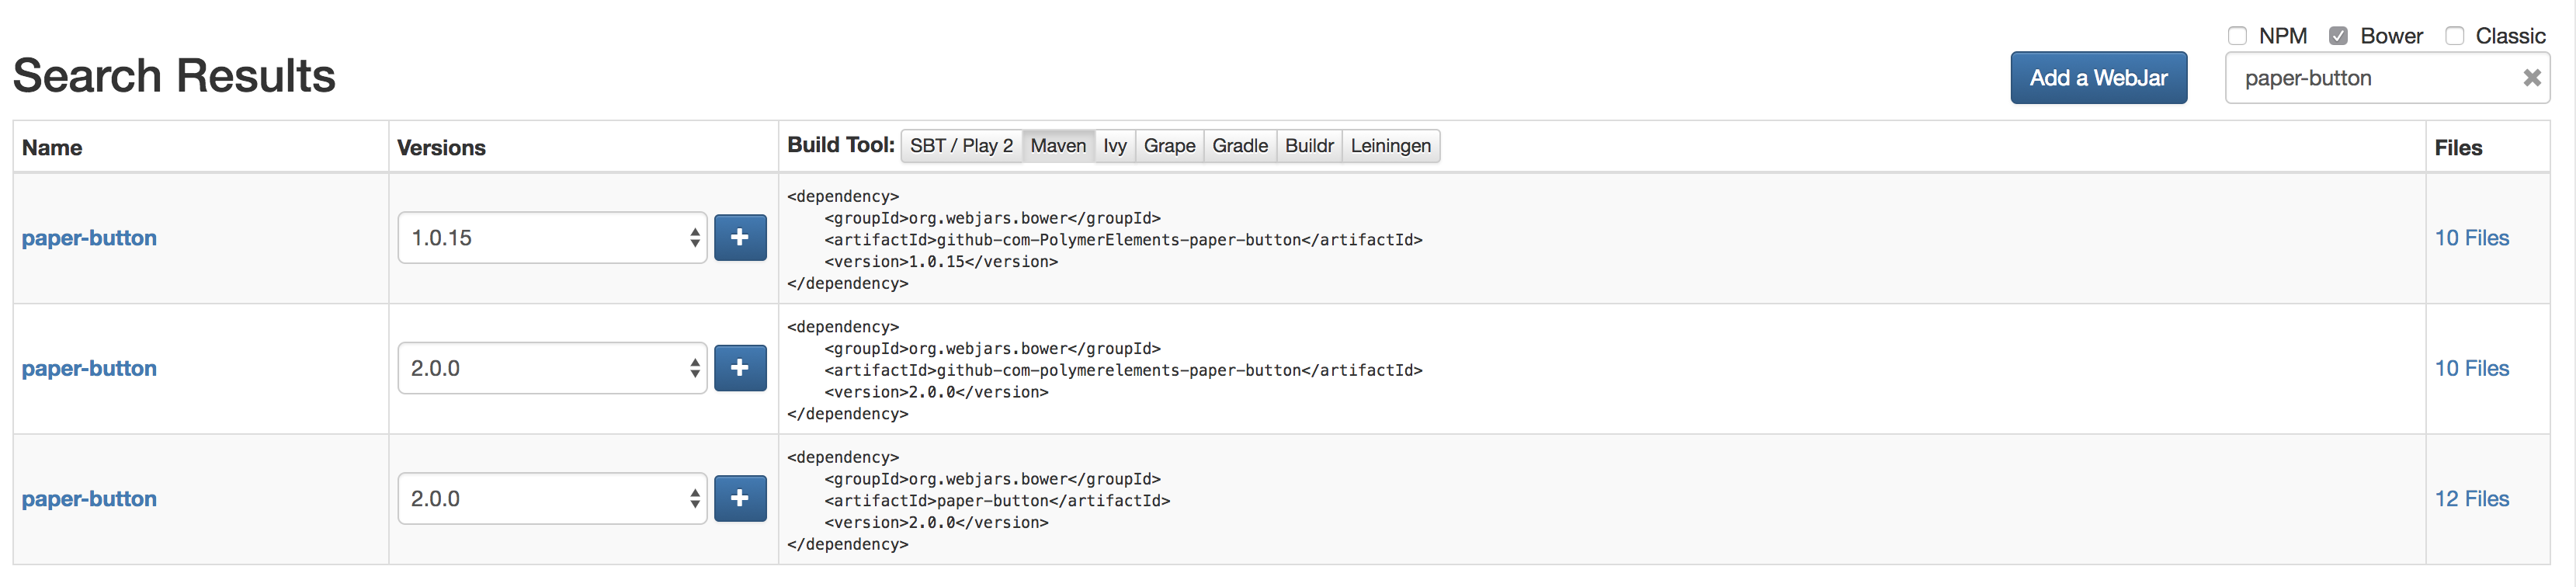 NPM Bower Classic
Search Results Add a WebJar paper-button
Name Versions Build Tool: SBT / Play 2 Maven Ivy Grape Gradle Buildr Leiningen Files
paper-button 1.0.15 +
<dependency>
    <groupId>org.webjars.bower</groupId>
    <artifactId>github-com-PolymerElements-paper-button</artifactId>
    <version>1.0.15</version>
</dependency>
10 Files
paper-button 2.0.0 +
<dependency>
    <groupId>org.webjars.bower</groupId>
    <artifactId>github-com-polymerelements-paper-button</artifactId>
    <version>2.0.0</version>
</dependency>
10 Files
paper-button 2.0.0 +
<dependency>
    <groupId>org.webjars.bower</groupId>
    <artifactId>paper-button</artifactId>
    <version>2.0.0</version>
</dependency>
12 Files